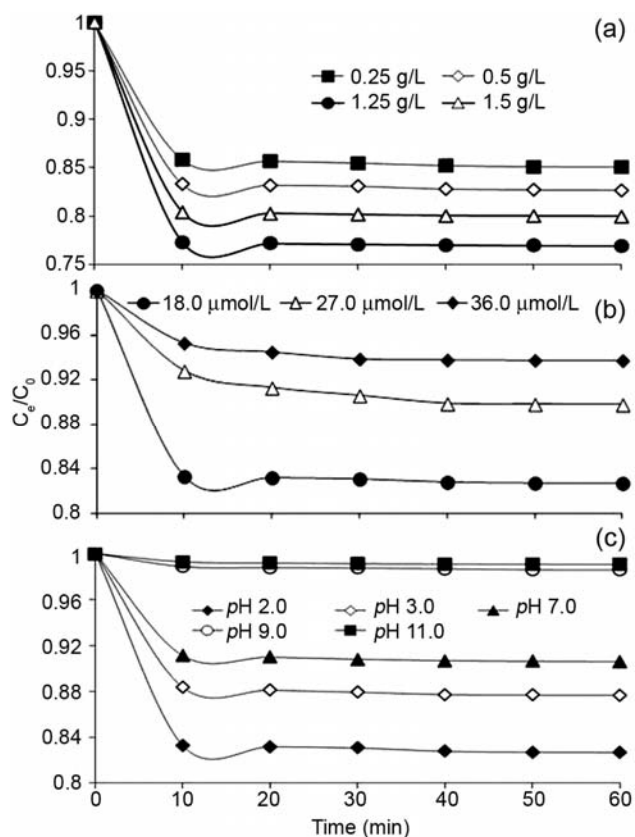 (a)
1
0.95
0.9
0.85
0.8
0.75
0.25 g/L 0.5 g/L
1.25 g/L 1.5 g/L
(b)
1
0.96
0.92
0.88
0.84
0.8
18.0 µmol/L 27.0 µmol/L 36.0 µmol/L
Ce/C0
(c)
1
0.96
0.92
0.88
0.84
0.8
pH 2.0 pH 3.0 pH 7.0
pH 9.0 pH 11.0
0 10 20 30 40 50 60
Time (min)